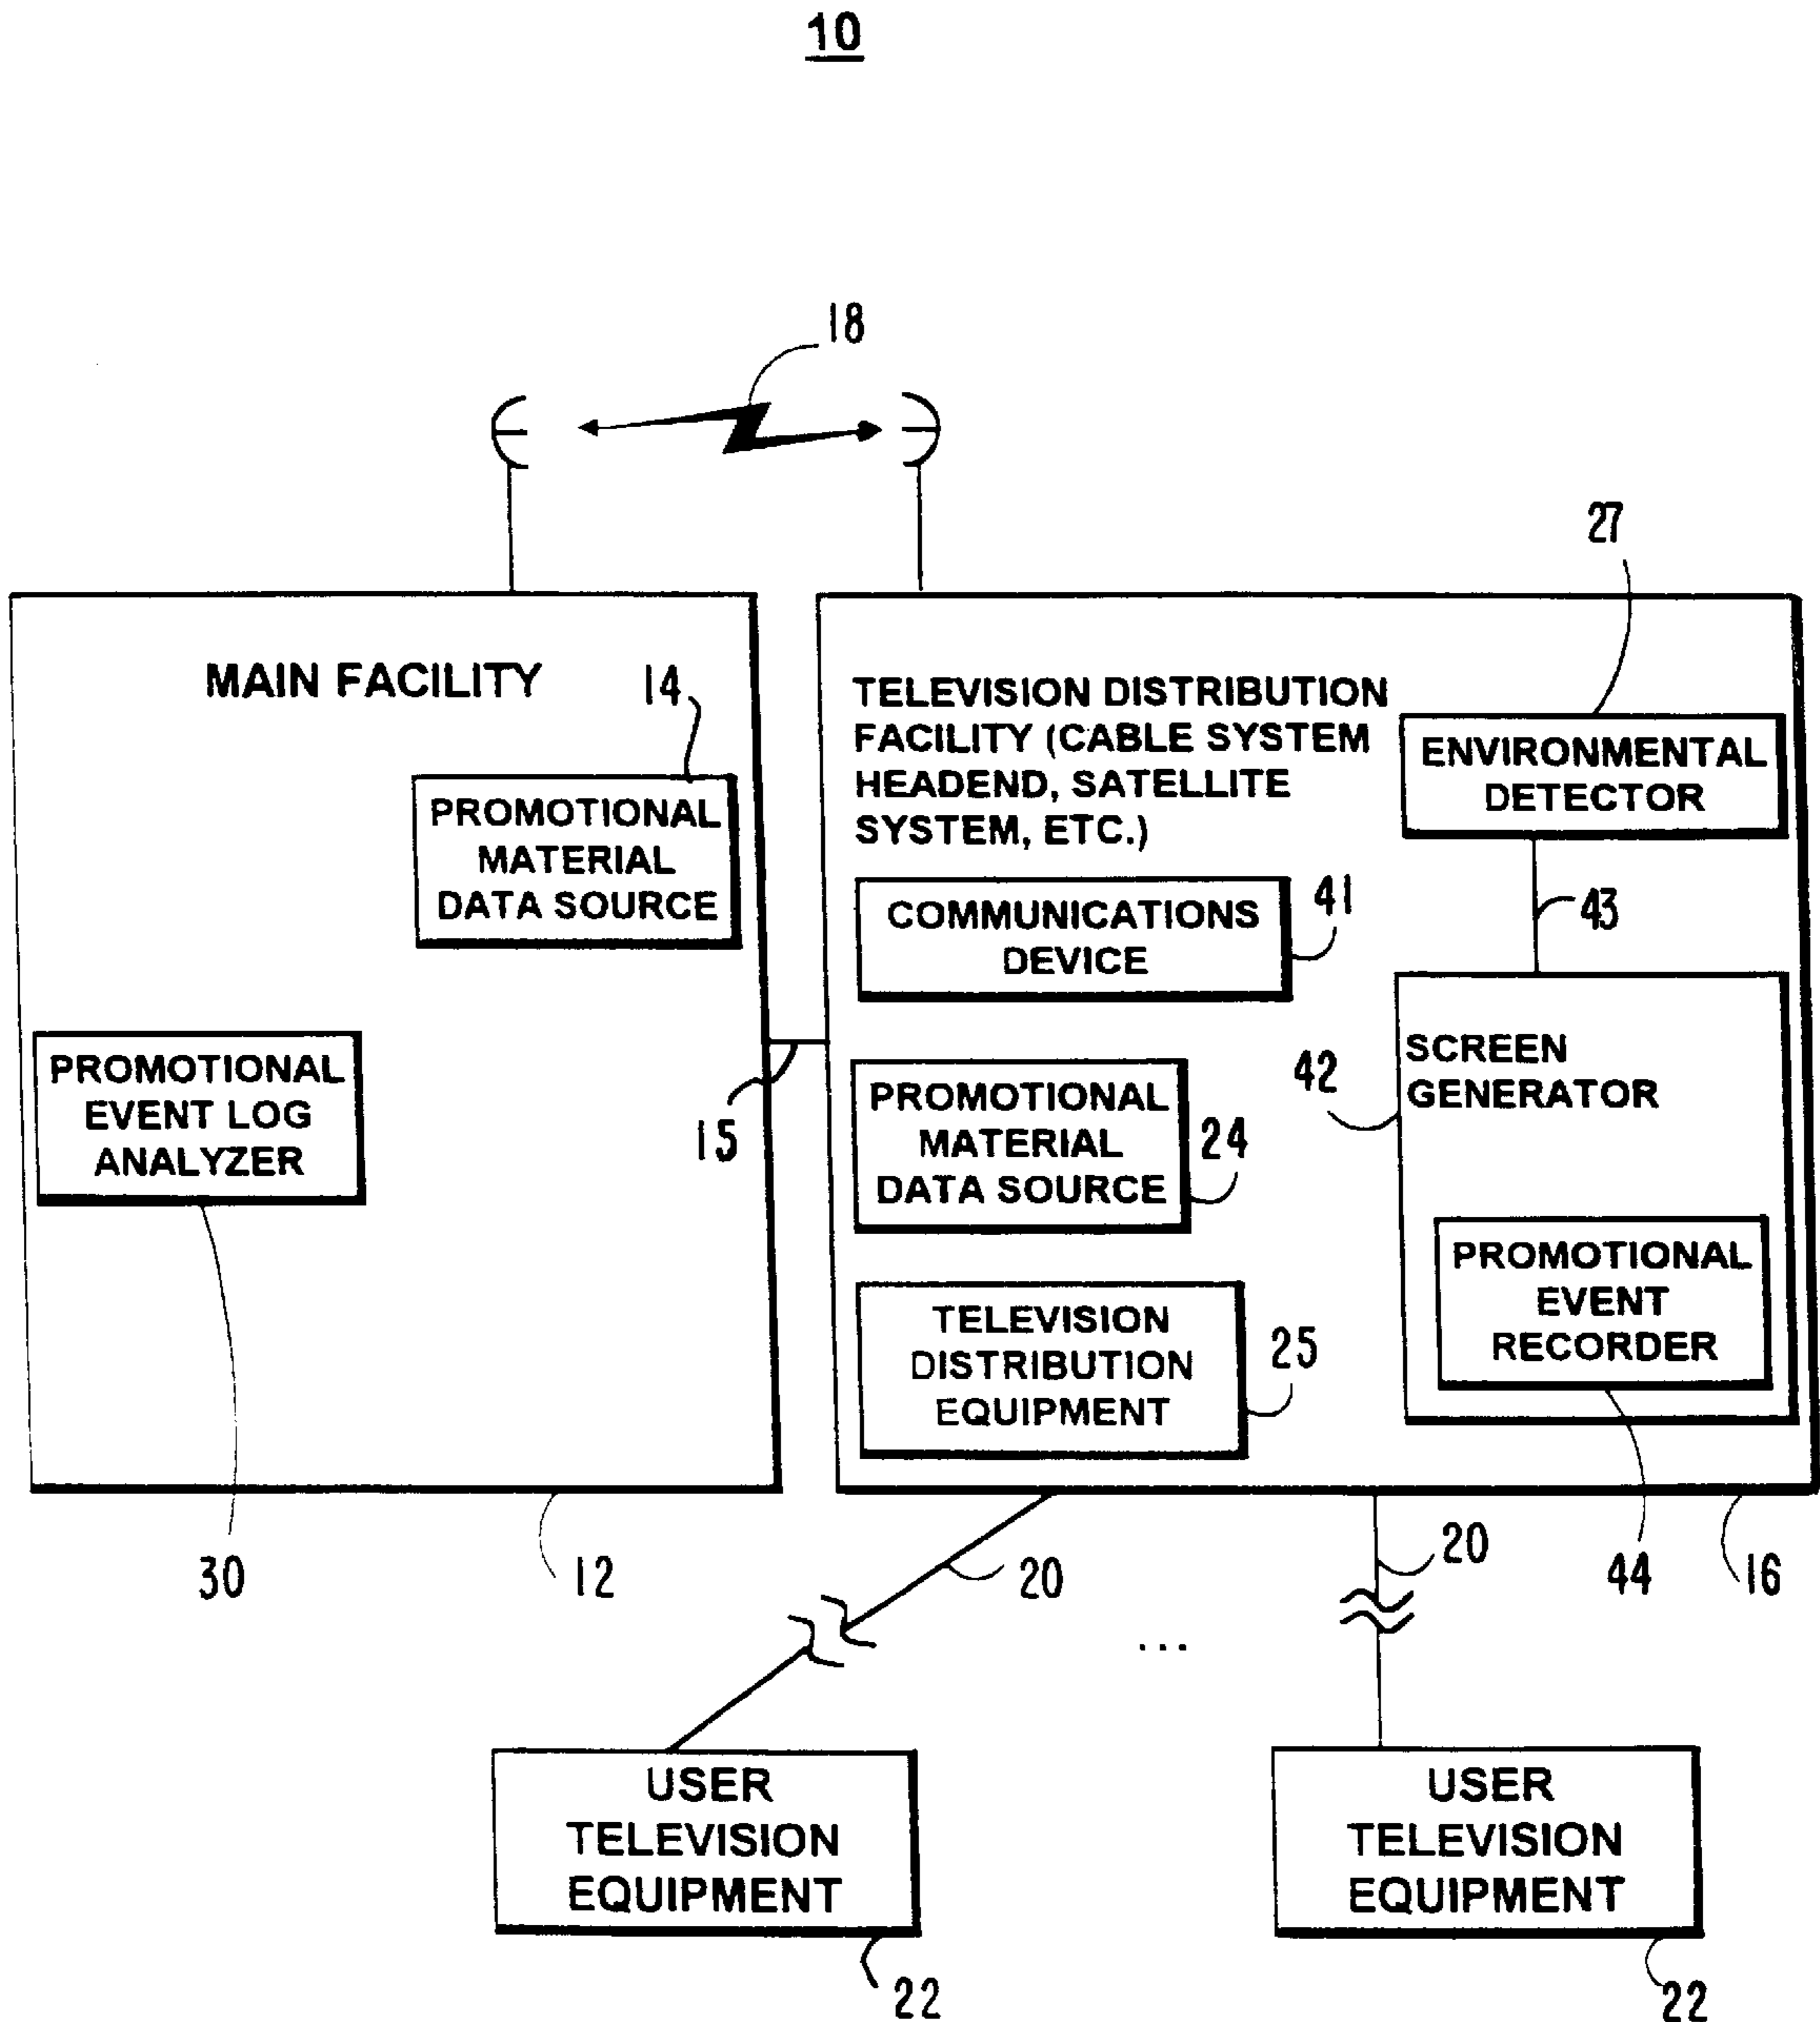 10
18
27
MAIN FACILITY
14
PROMOTIONAL
MATERIAL
DATA SOURCE
PROMOTIONAL
EVENT LOG
ANALYZER
30
12
15
TELEVISION DISTRIBUTION
FACILITY (CABLE SYSTEM
HEADEND, SATELLITE
SYSTEM, ETC.)
ENVIRONMENTAL
DETECTOR
COMMUNICATIONS
DEVICE
41
43
PROMOTIONAL
MATERIAL
DATA SOURCE
24
42
SCREEN
GENERATOR
TELEVISION
DISTRIBUTION
EQUIPMENT
25
PROMOTIONAL
EVENT
RECORDER
20
20
44
16
...
USER
TELEVISION
EQUIPMENT
22
USER
TELEVISION
EQUIPMENT
22